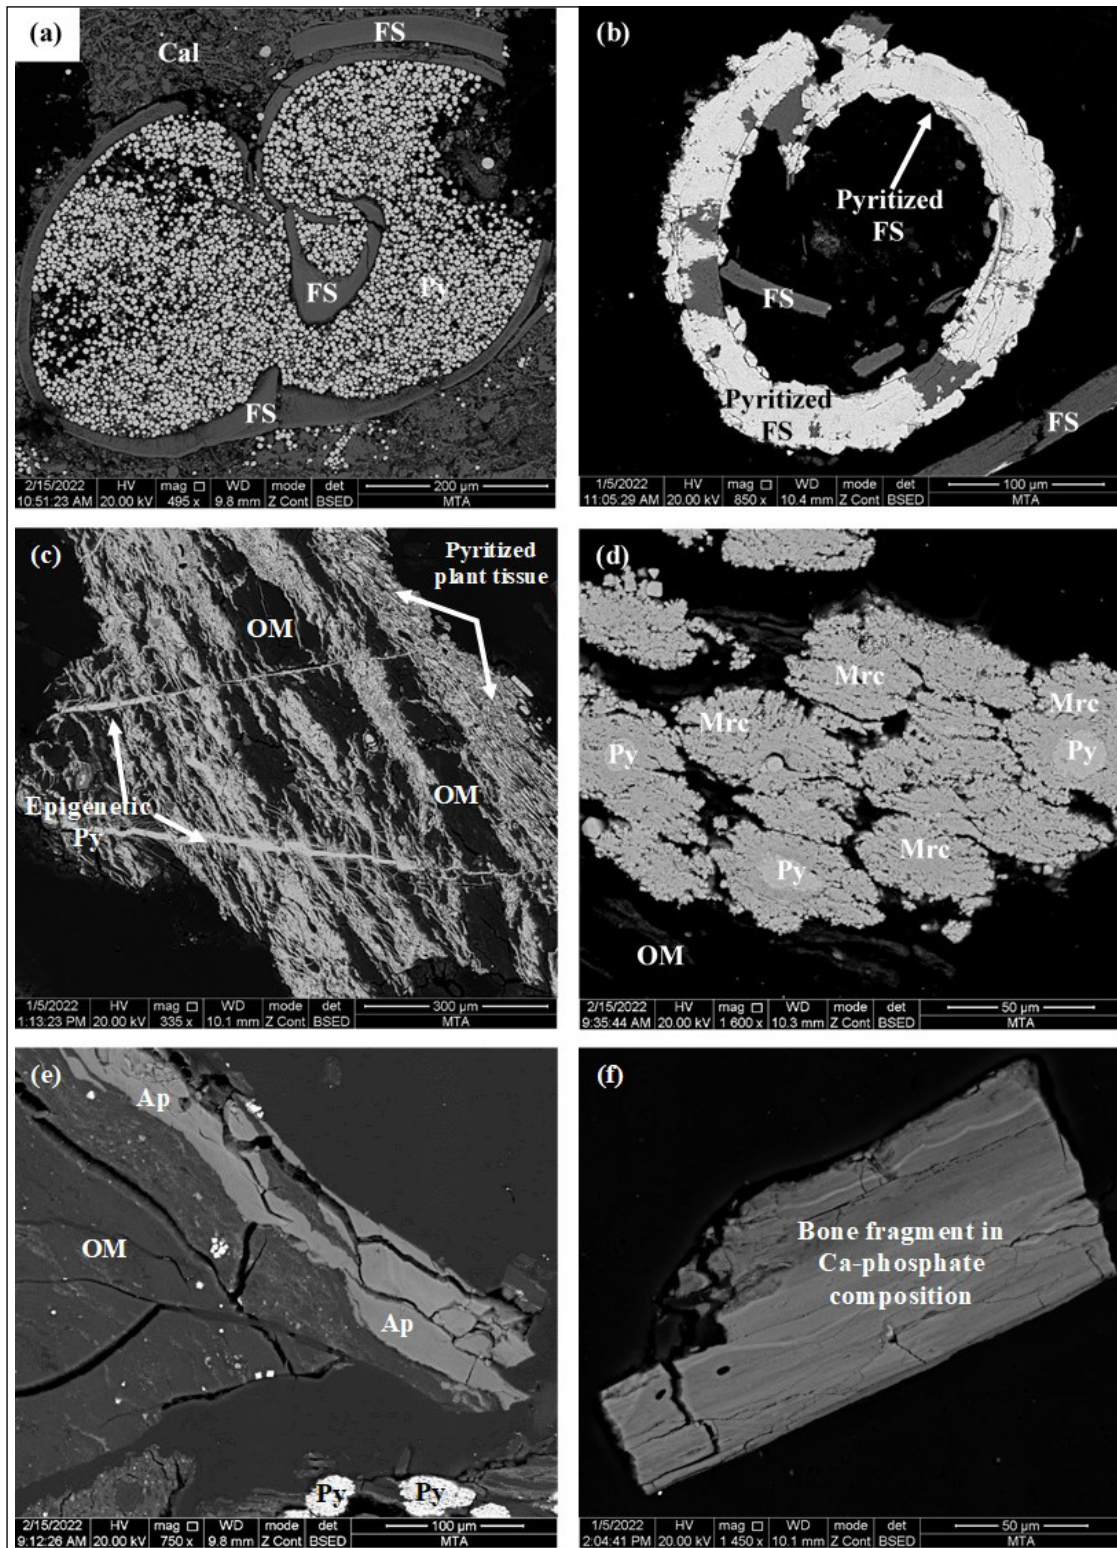 (a)
FS
Cal
FS
Py
FS
2/15/2022 HV mag WD mode det 200 µm
10:51:23 AM 20.00 kV 495 x 9.8 mm Z Cont BSED MTA
(b)
Pyritized
FS
FS
Pyritized
FS
FS
1/5/2022 HV mag WD mode det 100 µm
11:05:29 AM 20.00 kV 850 x 10.4 mm Z Cont BSED MTA
(c)
Pyritized
plant tissue
OM
OM
Epigenetic
Py
1/5/2022 HV mag WD mode det 300 µm
1:13:23 PM 20.00 kV 335 x 10.1 mm Z Cont BSED MTA
(d)
Mrc
Mrc
Mrc
Py
Py
Mrc
Py
OM
2/15/2022 HV mag WD mode det 50 µm
9:35:44 AM 20.00 kV 1 600 x 10.3 mm Z Cont BSED MTA
(e)
Ap
OM
Ap
Py
Py
2/15/2022 HV mag WD mode det 100 µm
9:12:26 AM 20.00 kV 750 x 9.8 mm Z Cont BSED MTA
(f)
Bone fragment in
Ca-phosphate
composition
1/5/2022 HV mag WD mode det 50 µm
2:04:41 PM 20.00 kV 1 450 x 10.1 mm Z Cont BSED MTA